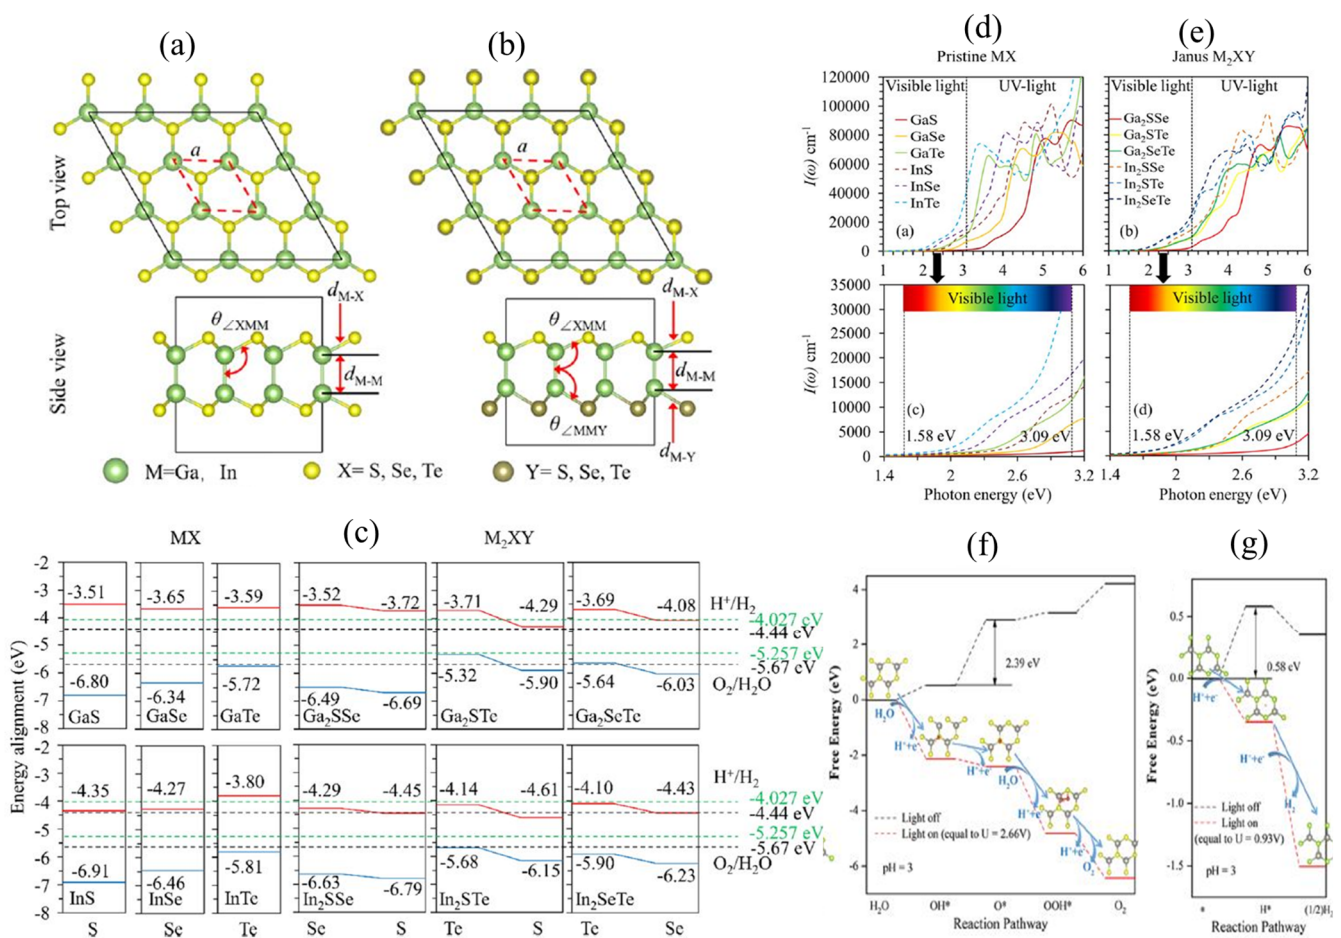 (a)
(b)
Top view
a
a
Side view
d M-X
θ ∠XMM
d M-M
d M-X
θ ∠XMM
d M-M
θ ∠MMY
d M-Y
M=Ga, In
X= S, Se, Te
Y= S, Se, Te
(d)
(e)
Pristine MX
Janus M2XY
I(ω) cm-1
120000
100000
80000
60000
40000
20000
0
Visible light
UV-light
GaS
GaSe
GaTe
InS
InSe
InTe
(a)
1 2 3 4 5 6
Visible light
UV-light
Ga2SSe
Ga2STe
Ga2SeTe
In2SSe
In2STe
In2SeTe
(b)
1 2 3 4 5 6
I(ω) cm-1
35000
30000
25000
20000
15000
10000
5000
0
Visible light
(c)
1.58 eV
3.09 eV
1.4 2 2.6 3.2
Photon energy (eV)
Visible light
(d)
1.58 eV
3.09 eV
1.4 2 2.6 3.2
Photon energy (eV)
MX
(c)
M2XY
Energy alignment (eV)
-2
-3
-4
-5
-6
-7
-8
-3.51
-6.80
GaS
-3.65
-6.34
GaSe
-3.59
-5.72
GaTe
-3.52
-3.72
-6.49
-6.69
Ga2SSe
-3.71
-4.29
-5.32
-5.90
Ga2STe
-3.69
-4.08
-5.64
-6.03
Ga2SeTe
H+/H2
-4.027 eV
-4.44 eV
-5.257 eV
-5.67 eV
O2/H2O
-2
-3
-4
-5
-6
-7
-8
-4.35
-6.91
InS
-4.27
-6.46
InSe
-3.80
-5.81
InTe
-4.29
-4.45
-6.63
-6.79
In2SSe
-4.14
-4.61
-5.68
-6.15
In2STe
-4.10
-4.43
-5.90
-6.23
In2SeTe
H+/H2
-4.027 eV
-4.44 eV
-5.257 eV
-5.67 eV
O2/H2O
S Se Te Se S Te S Te Se
(f)
Free Energy (eV)
4
2
0
-2
-4
-6
2.39 eV
H2O
H++e-
H++e-
H2O
H++e-
H++e-
O2
Light off
Light on (equal to U = 2.66V)
pH = 3
H2O OH* O* OOH* O2
Reaction Pathway
(g)
Free Energy (eV)
0.5
0.0
-0.5
-1.0
-1.5
0.58 eV
H++e-
H++e-
H2
Light off
Light on
(equal to U = 0.93V)
pH = 3
* H* (1/2)H2
Reaction Pathway